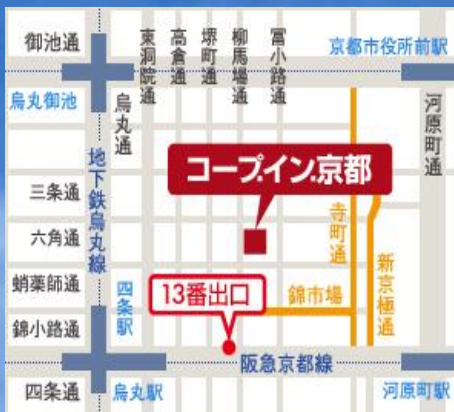 御池通
東洞院通
高倉通
堺町通
柳馬場通
富小路通
京都市役所前駅
烏丸御池
烏丸通
河原町通
地下鉄烏丸線
コープ.イン.京都
三条通
六角通
寺町通
新京極通
蛸薬師通
四条駅
13番出口
錦市場
錦小路通
阪急京都線
四条通
烏丸駅
河原町駅